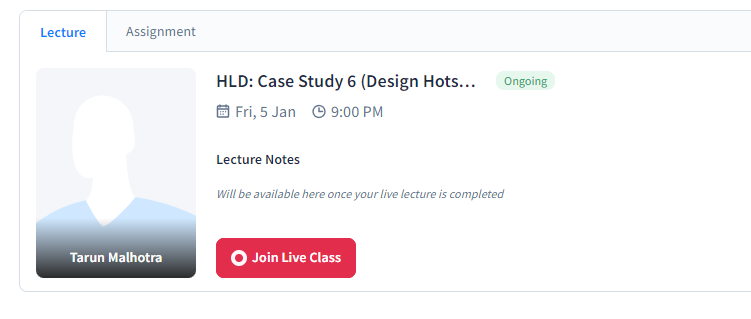 Lecture
Assignment
HLD: Case Study 6 (Design Hots...
Ongoing
Fri, 5 Jan
9:00 PM
Lecture Notes
Will be available here once your live lecture is completed
Tarun Malhotra
Join Live Class